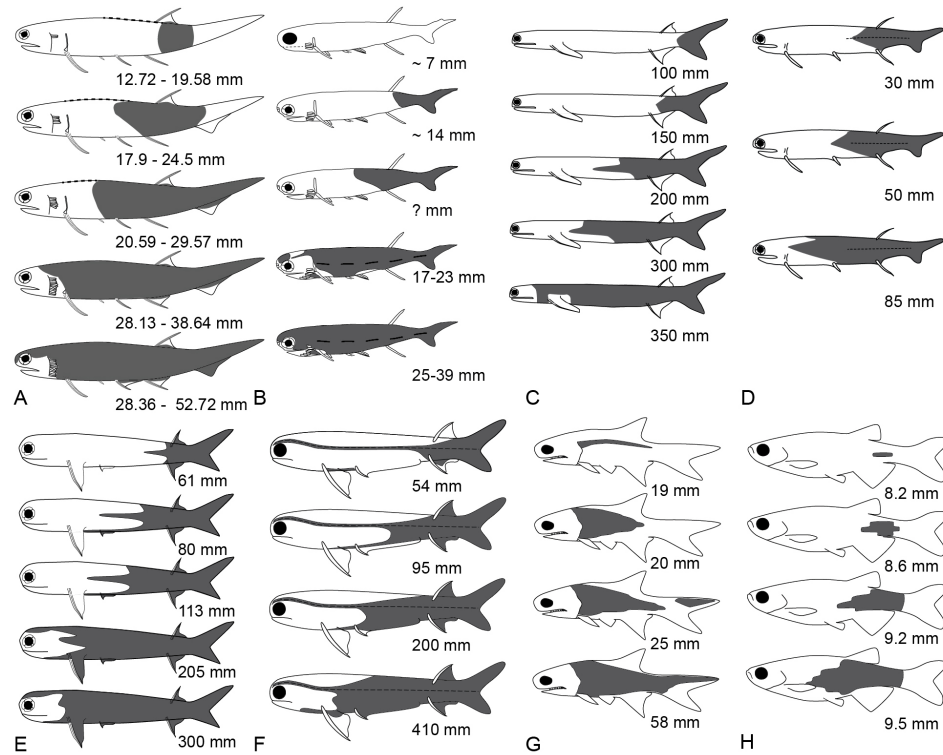 12.72 - 19.58 mm
17.9 - 24.5 mm
20.59 - 29.57 mm
28.13 - 38.64 mm
28.36 - 52.72 mm
A
~ 7 mm
~ 14 mm
? mm
17-23 mm
25-39 mm
B
100 mm
150 mm
200 mm
300 mm
350 mm
C
30 mm
50 mm
85 mm
D
61 mm
80 mm
113 mm
205 mm
300 mm
E
54 mm
95 mm
200 mm
410 mm
F
19 mm
20 mm
25 mm
58 mm
G
8.2 mm
8.6 mm
9.2 mm
9.5 mm
H